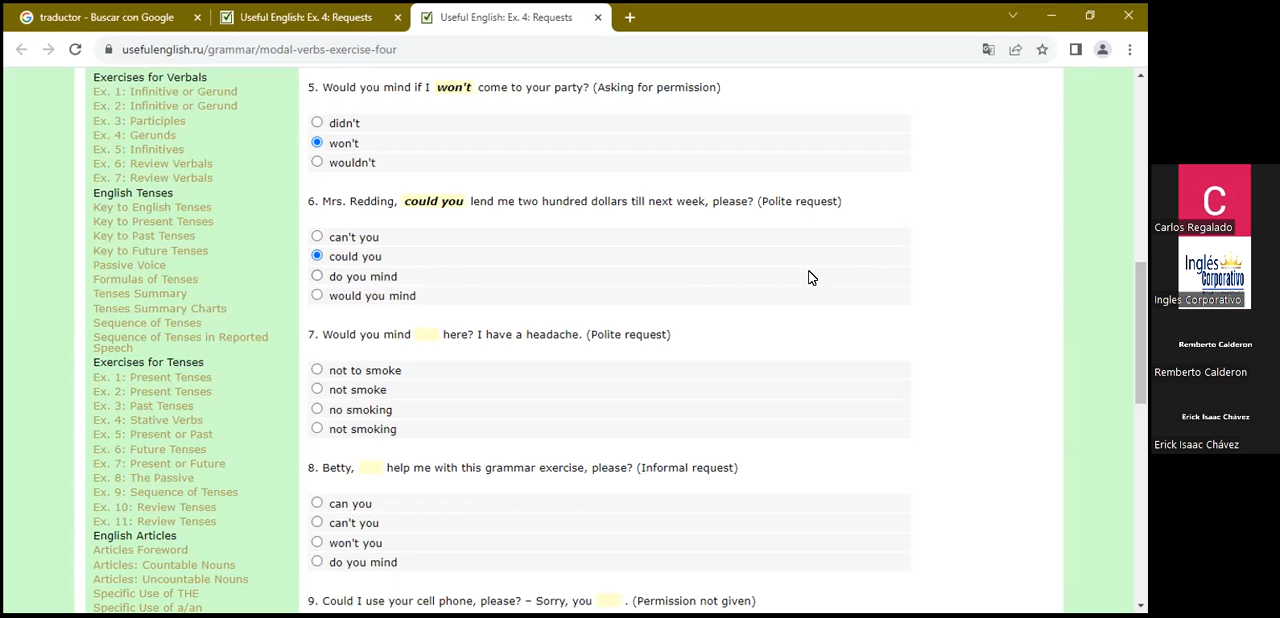 traductor - Buscar con Google
Useful English: Ex. 4: Requests
Useful English: Ex. 4: Requests
usefulenglish.ru/grammar/modal-verbs-exercise-four
Exercises for Verbals
Ex. 1: Infinitive or Gerund
Ex. 2: Infinitive or Gerund
Ex. 3: Participles
Ex. 4: Gerunds
Ex. 5: Infinitives
Ex. 6: Review Verbals
Ex. 7: Review Verbals
English Tenses
Key to English Tenses
Key to Present Tenses
Key to Past Tenses
Key to Future Tenses
Passive Voice
Formulas of Tenses
Tenses Summary
Tenses Summary Charts
Sequence of Tenses
Sequence of Tenses in Reported
Speech
Exercises for Tenses
Ex. 1: Present Tenses
Ex. 2: Present Tenses
Ex. 3: Past Tenses
Ex. 4: Stative Verbs
Ex. 5: Present or Past
Ex. 6: Future Tenses
Ex. 7: Present or Future
Ex. 8: The Passive
Ex. 9: Sequence of Tenses
Ex. 10: Review Tenses
Ex. 11: Review Tenses
English Articles
Articles Foreword
Articles: Countable Nouns
Articles: Uncountable Nouns
Specific Use of THE
Specific Use of a/an
5. Would you mind if I won't come to your party? (Asking for permission)
didn't
won't
wouldn't
6. Mrs. Redding, could you lend me two hundred dollars till next week, please? (Polite request)
can't you
could you
do you mind
would you mind
7. Would you mind here? I have a headache. (Polite request)
not to smoke
not smoke
no smoking
not smoking
8. Betty, help me with this grammar exercise, please? (Informal request)
can you
can't you
won't you
do you mind
9. Could I use your cell phone, please? – Sorry, you . (Permission not given)
C
Carlos Regalado
Inglés
Corporativo
Ingles Corporativo
Remberto Calderon
Remberto Calderon
Erick Isaac Chávez
Erick Isaac Chávez